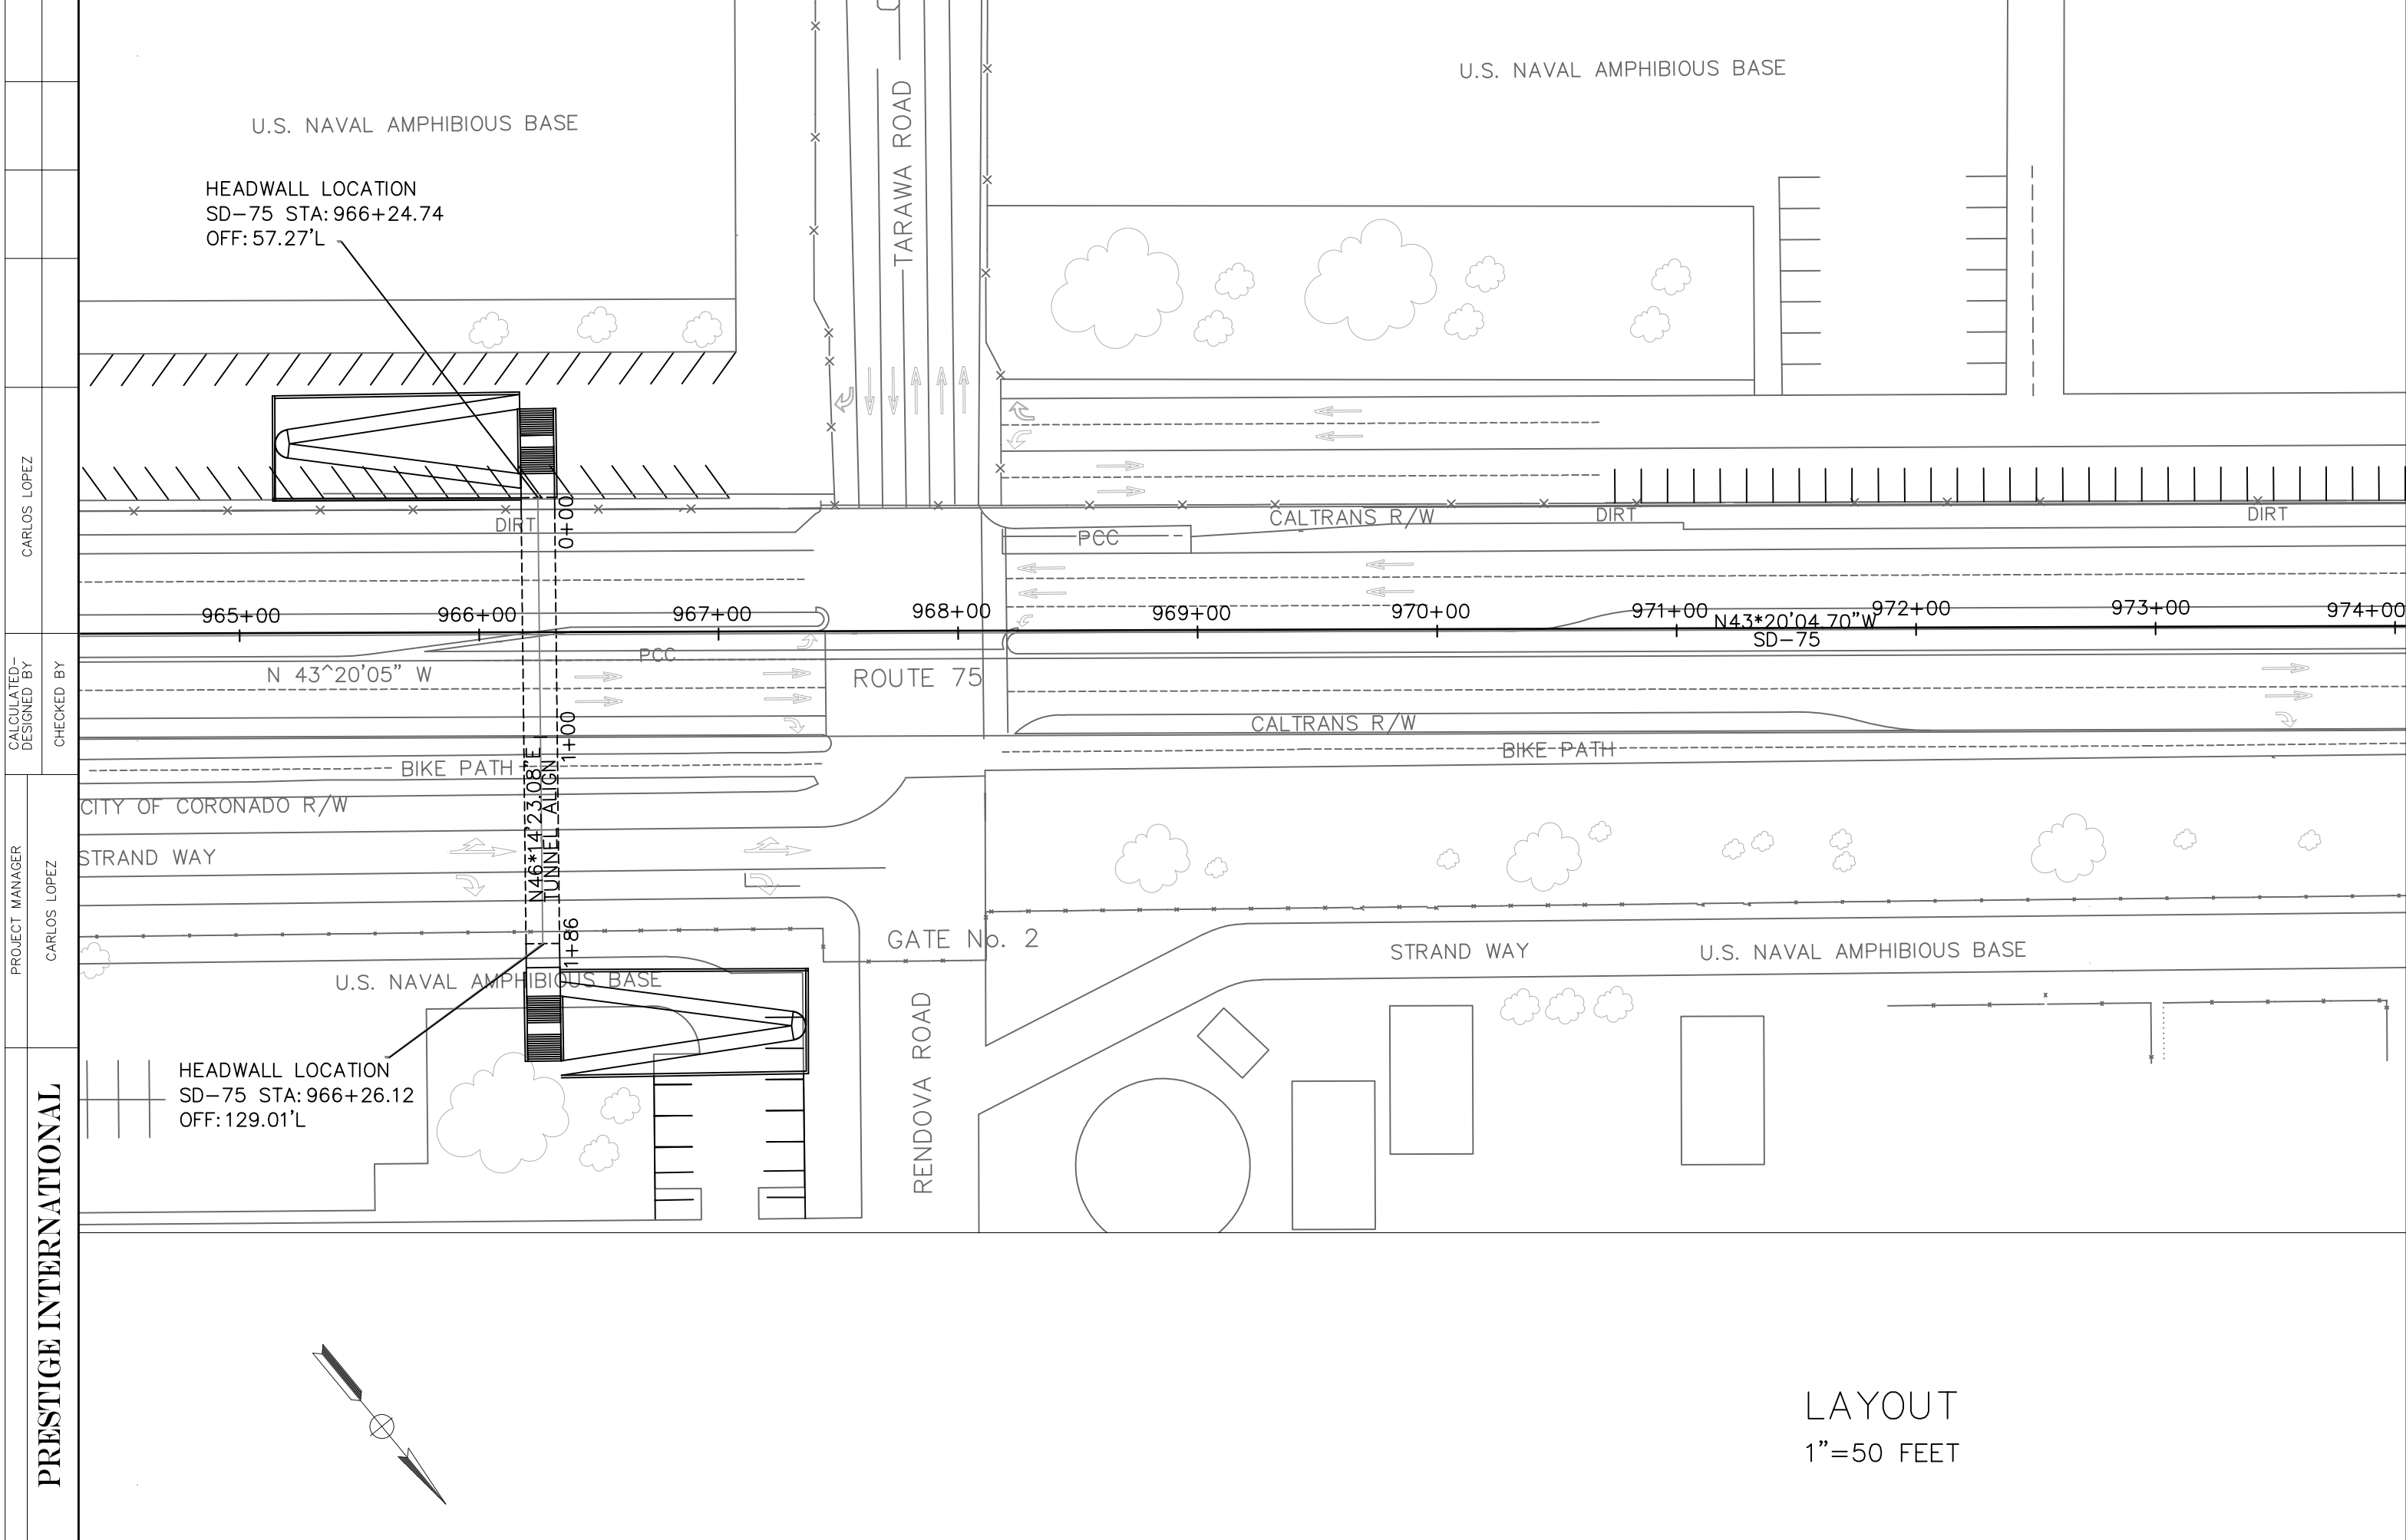 U.S. NAVAL AMPHIBIOUS BASE
U.S. NAVAL AMPHIBIOUS BASE
TARAWA ROAD
HEADWALL LOCATION
SD-75 STA: 966+24.74
OFF: 57.27'L
DIRT
0+00
CALTRANS R/W
DIRT
DIRT
PCC
965+00
966+00
967+00
968+00
969+00
970+00
971+00
972+00
973+00
974+00
N43*20'04.70"W
SD-75
PCC
N 43^20'05" W
ROUTE 75
CALTRANS R/W
1+00
BIKE PATH
BIKE PATH
N46*14'23.08"E
TUNNEL ALIGN
CITY OF CORONADO R/W
STRAND WAY
1+86
GATE No. 2
STRAND WAY
U.S. NAVAL AMPHIBIOUS BASE
U.S. NAVAL AMPHIBIOUS BASE
RENDOVA ROAD
HEADWALL LOCATION
SD-75 STA: 966+26.12
OFF: 129.01'L
LAYOUT
1"=50 FEET
CARLOS LOPEZ
CALCULATED-
DESIGNED BY
CHECKED BY
PROJECT MANAGER
CARLOS LOPEZ
PRESTIGE INTERNATIONAL